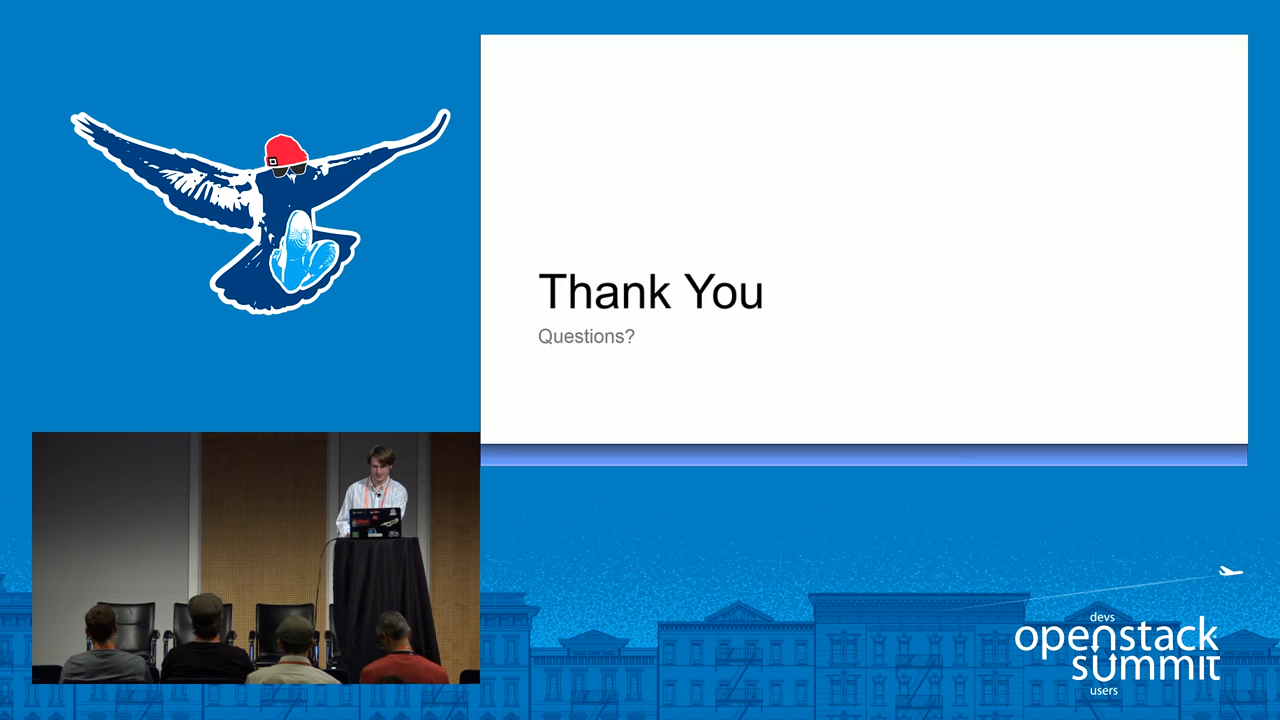 Thank You
Questions?
devs
openstack
summit
users